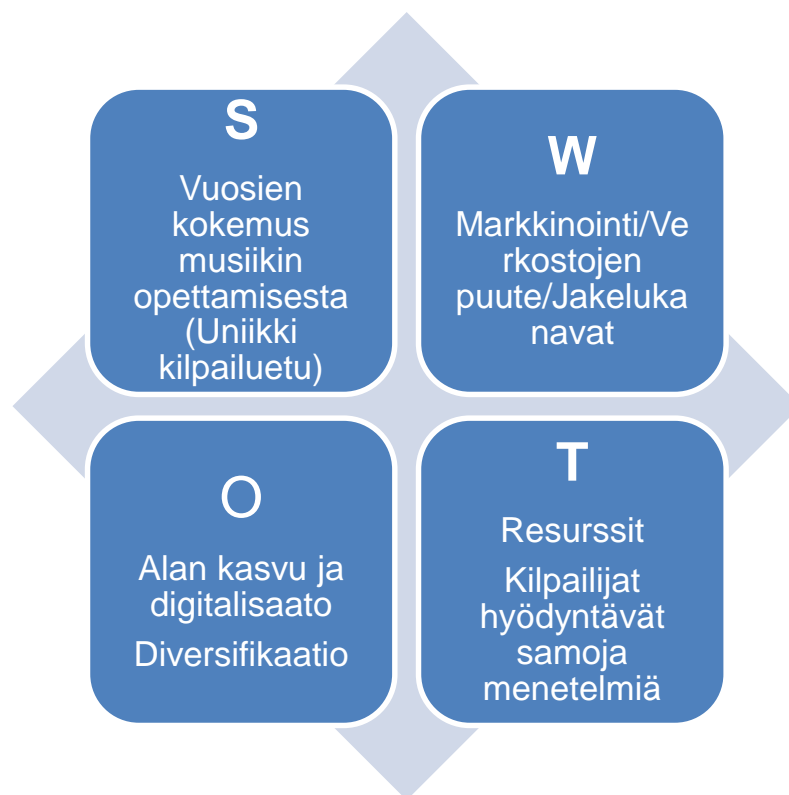 S
Vuosien
kokemus
musiikin
opettamisesta
(Uniikki
kilpailuetu)
W
Markkinointi/Ve
rkostojen
puute/Jakeluka
navat
O
Alan kasvu ja
digitalisaato
Diversifikaatio
T
Resurssit
Kilpailijat
hyödyntävät
samoja
menetelmiä